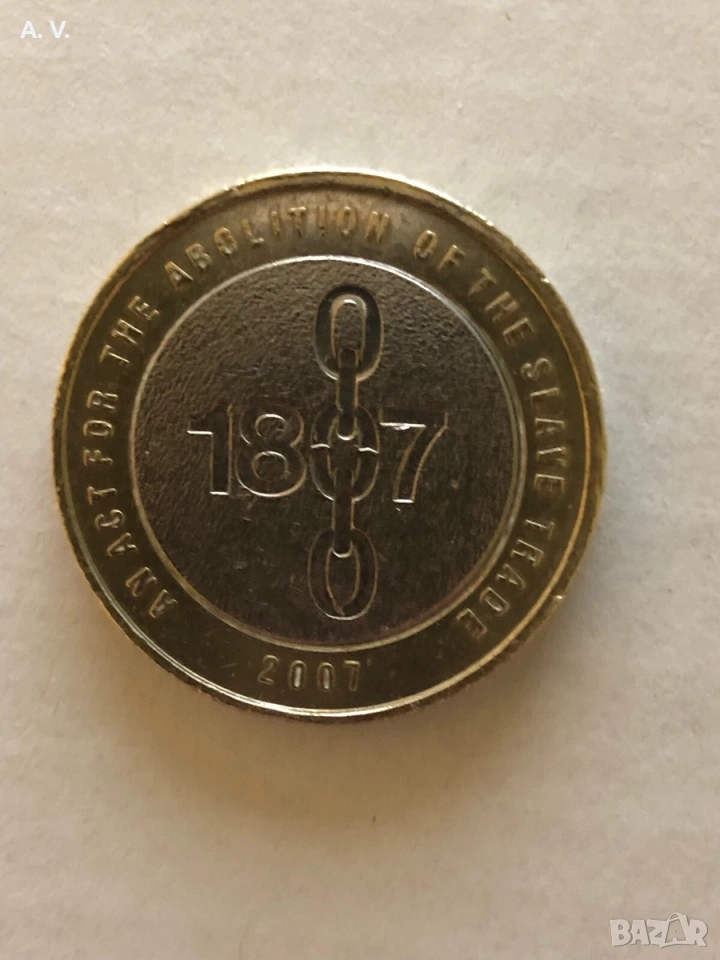 A. V.
AN ACT FOR THE ABOLITION OF THE SLAVE TRADE
1807
2007
BAZAR